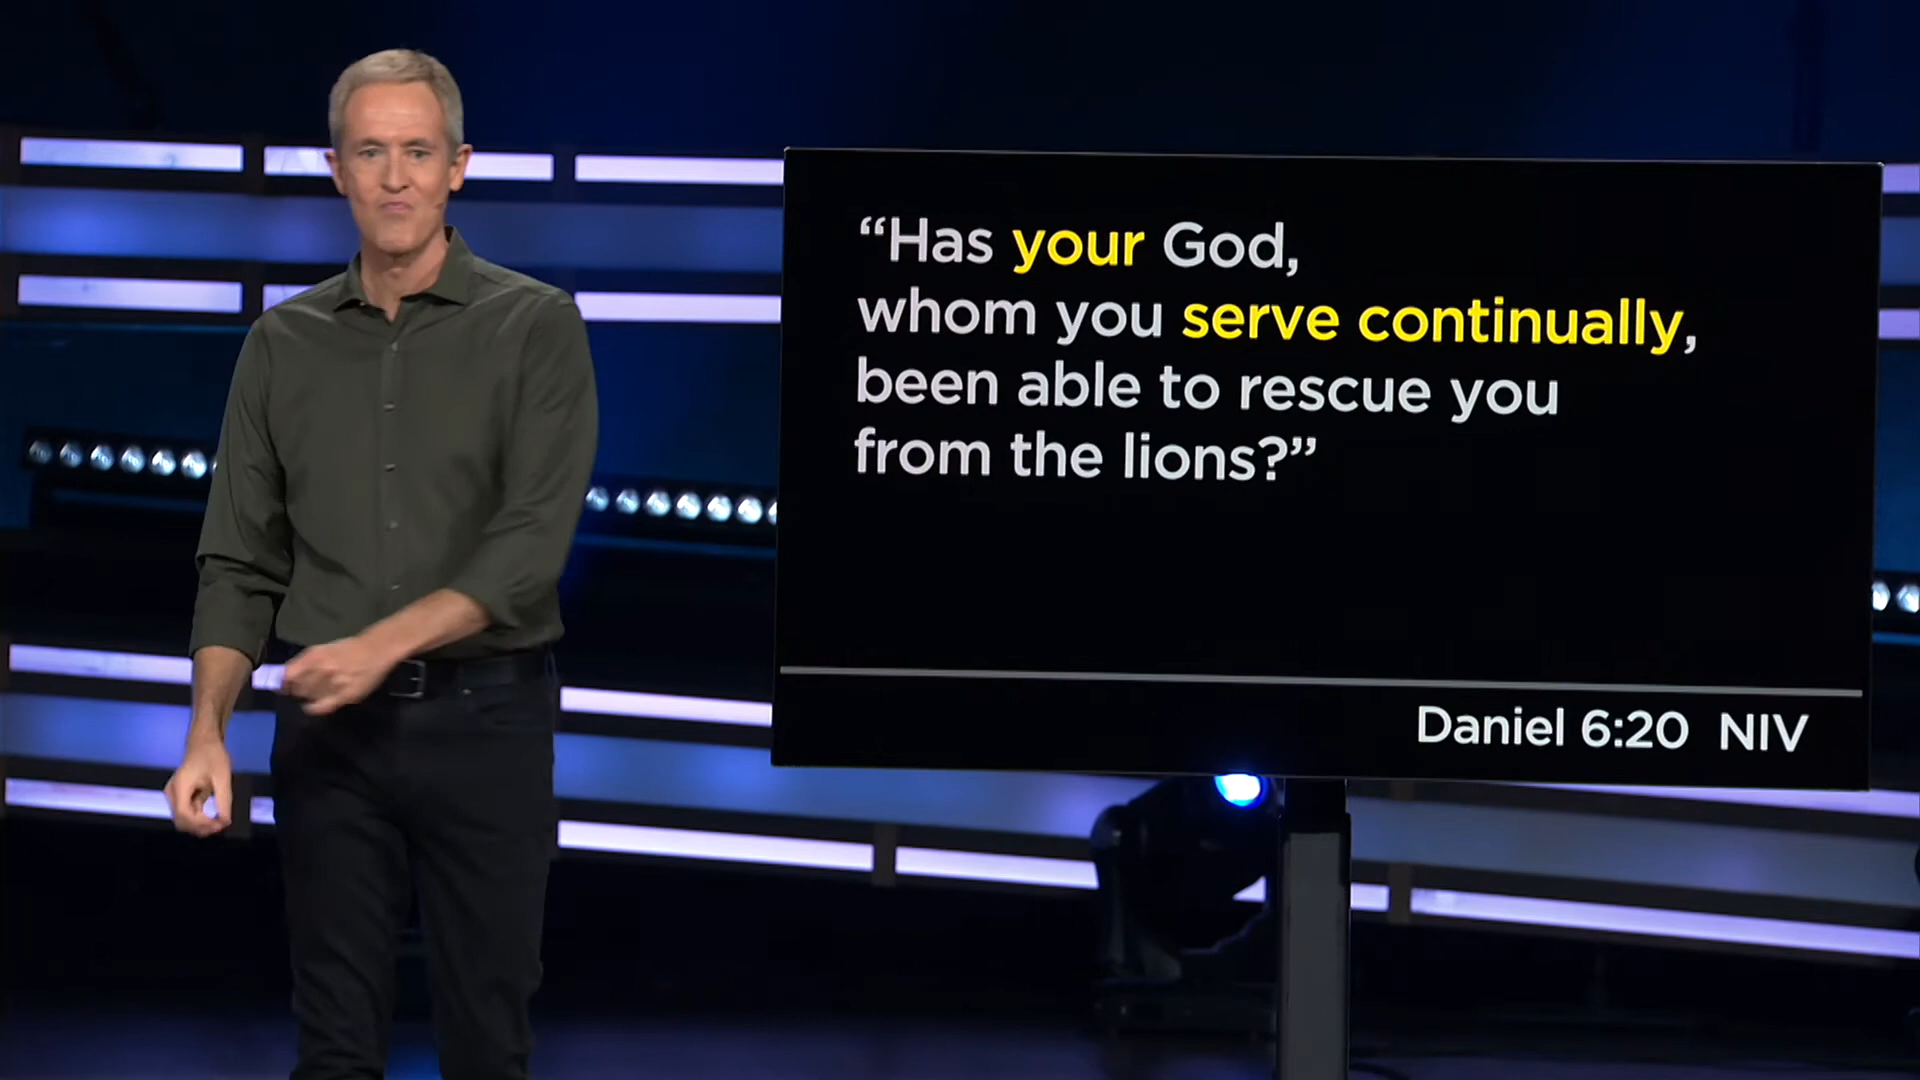 “Has your God,
whom you serve continually,
been able to rescue you
from the lions?”
Daniel 6:20 NIV